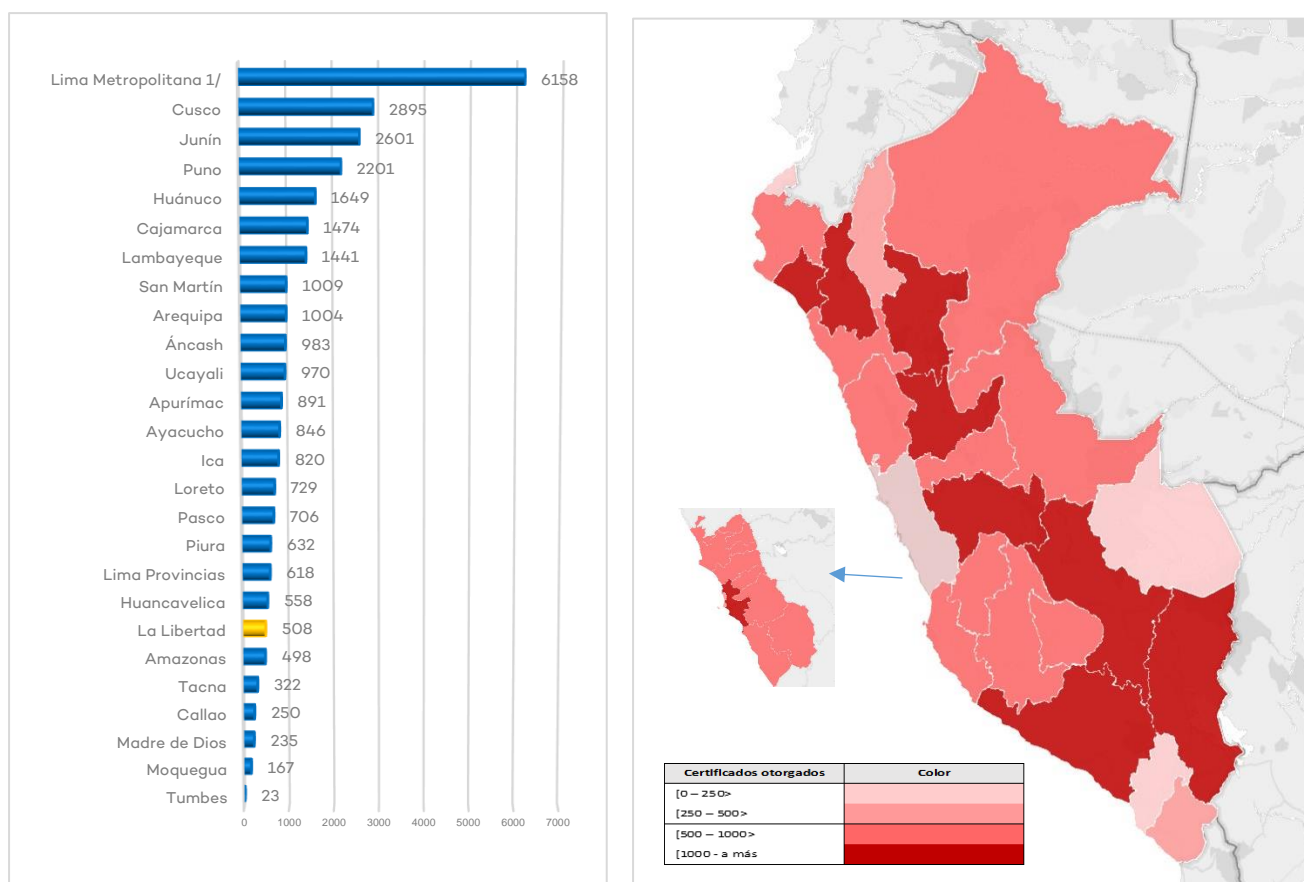 Lima Metropolitana 1/ 6158
Cusco 2895
Junín 2601
Puno 2201
Huánuco 1649
Cajamarca 1474
Lambayeque 1441
San Martín 1009
Arequipa 1004
Áncash 983
Ucayali 970
Apurímac 891
Ayacucho 846
Ica 820
Loreto 729
Pasco 706
Piura 632
Lima Provincias 618
Huancavelica 558
La Libertad 508
Amazonas 498
Tacna 322
Callao 250
Madre de Dios 235
Moquegua 167
Tumbes 23
0 1000 2000 3000 4000 5000 6000 7000
Certificados otorgados Color
[0 – 250>
[250 – 500>
[500 – 1000>
[1000 - a más